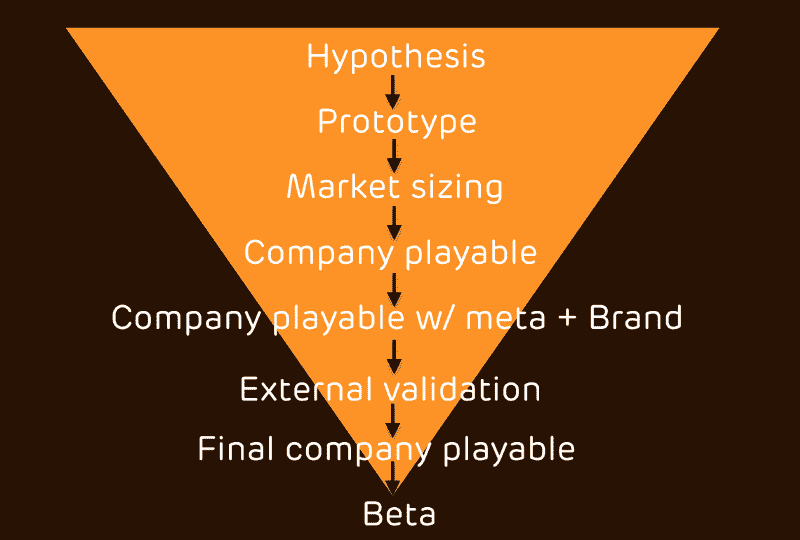 Hypothesis
Prototype
Market sizing
Company playable
Company playable w/ meta + Brand
External validation
Final company playable
Beta